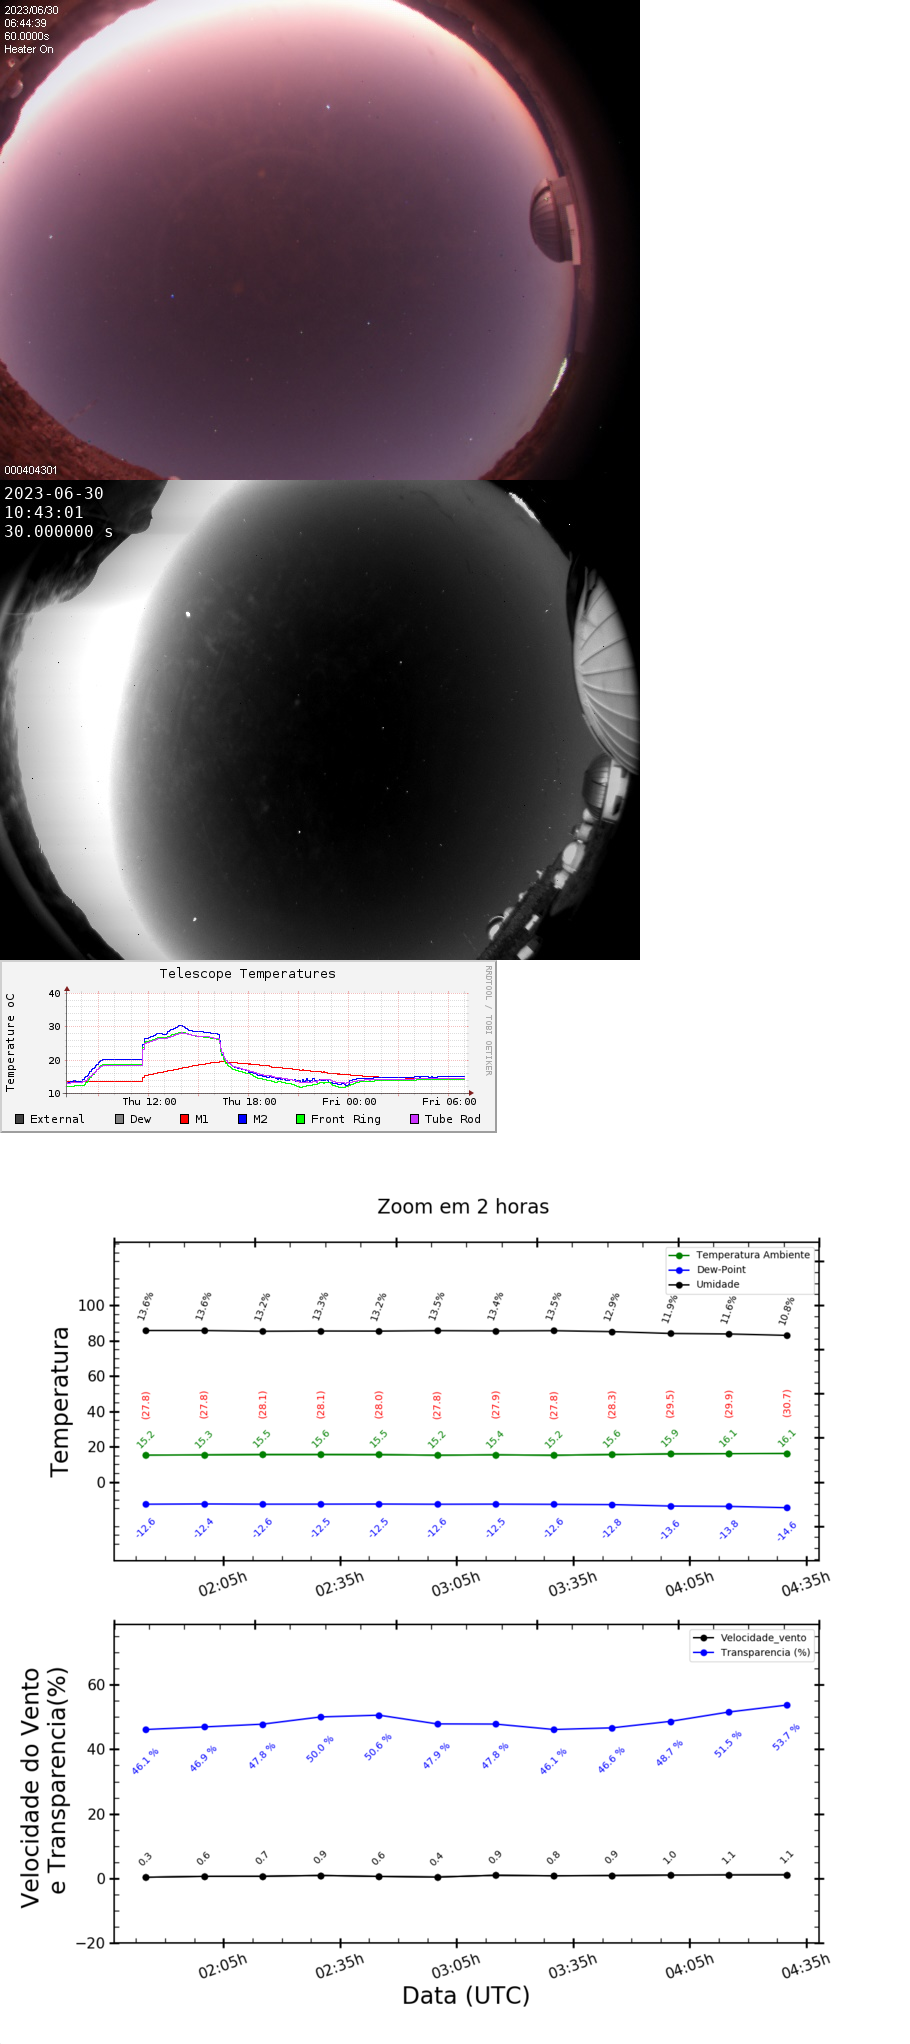 2023/06/30
06:44:39
60.0000s
Heater On
000404301
2023-06-30
10:43:01
30.000000 s
Telescope Temperatures
RRDTOOL / TOBI OETIKER
Temperature oC
40
30
20
10
Thu 12:00 Thu 18:00 Fri 00:00 Fri 06:00
External Dew M1 M2 Front Ring Tube Rod
Zoom em 2 horas
Temperatura Ambiente
Dew-Point
Umidade
Temperatura
100
80
60
40
20
0
13.6% 13.6% 13.2% 13.3% 13.2% 13.5% 13.4% 13.5% 12.9% 11.9% 11.6% 10.8%
(27.8) (27.8) (28.1) (28.1) (28.0) (27.8) (27.9) (27.8) (28.3) (29.5) (29.9) (30.7)
15.2 15.3 15.5 15.6 15.5 15.2 15.4 15.2 15.6 15.9 16.1 16.1
-12.6 -12.4 -12.6 -12.5 -12.5 -12.6 -12.5 -12.6 -12.8 -13.6 -13.8 -14.6
02:05h 02:35h 03:05h 03:35h 04:05h 04:35h
Velocidade_vento
Transparencia (%)
Velocidade do Vento
e Transparencia(%)
60
40
20
0
−20
46.1 % 46.9 % 47.8 % 50.0 % 50.6 % 47.9 % 47.8 % 46.1 % 46.6 % 48.7 % 51.5 % 53.7 %
0.3 0.6 0.7 0.9 0.6 0.4 0.9 0.8 0.9 1.0 1.1 1.1
02:05h 02:35h 03:05h 03:35h 04:05h 04:35h
Data (UTC)